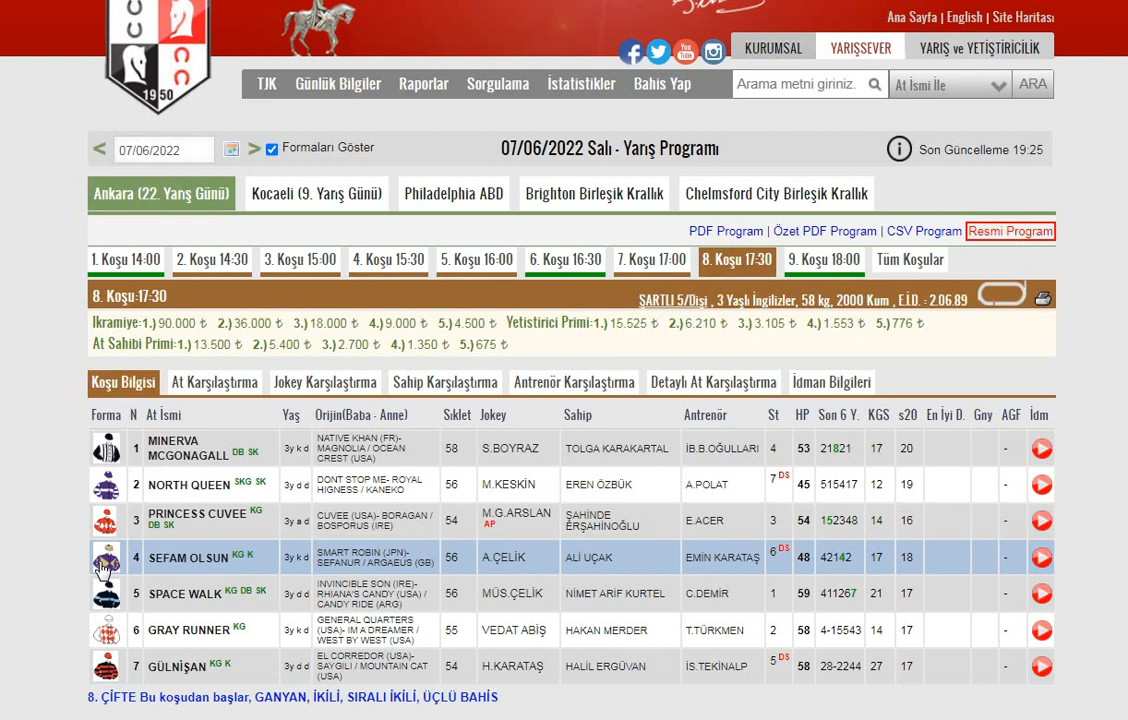 Ana Sayfa | English | Site Haritası
KURUMSAL YARIŞSEVER YARIŞ ve YETİŞTİRİCİLİK
1950
TJK Günlük Bilgiler Raporlar Sorgulama İstatistikler Bahis Yap Arama metni giriniz. At İsmi İle ARA
< 07/06/2022 > Formaları Göster 07/06/2022 Salı - Yarış Programı Son Güncelleme 19:25
Ankara (22. Yarış Günü) Kocaeli (9. Yarış Günü) Philadelphia ABD Brighton Birleşik Krallık Chelmsford City Birleşik Krallık
PDF Program | Özet PDF Program | CSV Program Resmi Program
1. Koşu 14:00 2. Koşu 14:30 3. Koşu 15:00 4. Koşu 15:30 5. Koşu 16:00 6. Koşu 16:30 7. Koşu 17:00 8. Koşu 17:30 9. Koşu 18:00 Tüm Koşular
8. Koşu:17:30 ŞARTLI 5/Dişi , 3 Yaşlı İngilizler, 58 kg, 2000 Kum , E.İ.D. : 2.06.89
Ikramiye:1.) 90.000 ₺ 2.) 36.000 ₺ 3.) 18.000 ₺ 4.) 9.000 ₺ 5.) 4.500 ₺ Yetistirici Primi:1.) 15.525 ₺ 2.) 6.210 ₺ 3.) 3.105 ₺ 4.) 1.553 ₺ 5.) 776 ₺
At Sahibi Primi:1.) 13.500 ₺ 2.) 5.400 ₺ 3.) 2.700 ₺ 4.) 1.350 ₺ 5.) 675 ₺
Koşu Bilgisi At Karşılaştırma Jokey Karşılaştırma Sahip Karşılaştırma Antrenör Karşılaştırma Detaylı At Karşılaştırma İdman Bilgileri
Forma N At İsmi Yaş Orijin(Baba - Anne) Sıklet Jokey Sahip Antrenör St HP Son 6 Y. KGS s20 En İyi D. Gny AGF İdm
1 MINERVA MCGONAGALL DB SK 3y k d NATIVE KHAN (FR)- MAGNOLIA / OCEAN CREST (USA) 58 S.BOYRAZ TOLGA KARAKARTAL İB.B.OĞULLARI 4 53 21821 17 20 -
2 NORTH QUEEN SKG SK 3y d d DONT STOP ME- ROYAL HIGNESS / KANEKO 56 M.KESKİN EREN ÖZBÜK A.POLAT 7 DS 45 515417 12 19 -
3 PRINCESS CUVEE KG DB SK 3y a d CUVEE (USA)- BORAGAN / BOSPORUS (IRE) 54 M.G.ARSLAN AP ŞAHİNDE ERŞAHİNOĞLU E.ACER 3 54 152348 14 16 -
4 SEFAM OLSUN KG K 3y k d SMART ROBIN (JPN)- SEFANUR / ARGAEUS (GB) 56 A.ÇELİK ALİ UÇAK EMİN KARATAŞ 6 DS 48 42142 17 18 -
5 SPACE WALK KG DB SK 3y d d INVINCIBLE SON (IRE)- RHIANA'S CANDY (USA) / CANDY RIDE (ARG) 56 MÜS.ÇELİK NİMET ARİF KURTEL C.DEMİR 1 59 411267 21 17 -
6 GRAY RUNNER KG 3y k d GENERAL QUARTERS (USA)- IM A DREAMER / WEST BY WEST (USA) 55 VEDAT ABİŞ HAKAN MERDER T.TÜRKMEN 2 58 4-15543 14 17 -
7 GÜLNİŞAN KG K 3y d d EL CORREDOR (USA)- SAYGILI / MOUNTAIN CAT (USA) 54 H.KARATAŞ HALİL ERGÜVAN İS.TEKİNALP 5 DS 58 28-2244 27 17 -
8. ÇİFTE Bu koşudan başlar, GANYAN, İKİLİ, SIRALI İKİLİ, ÜÇLÜ BAHİS